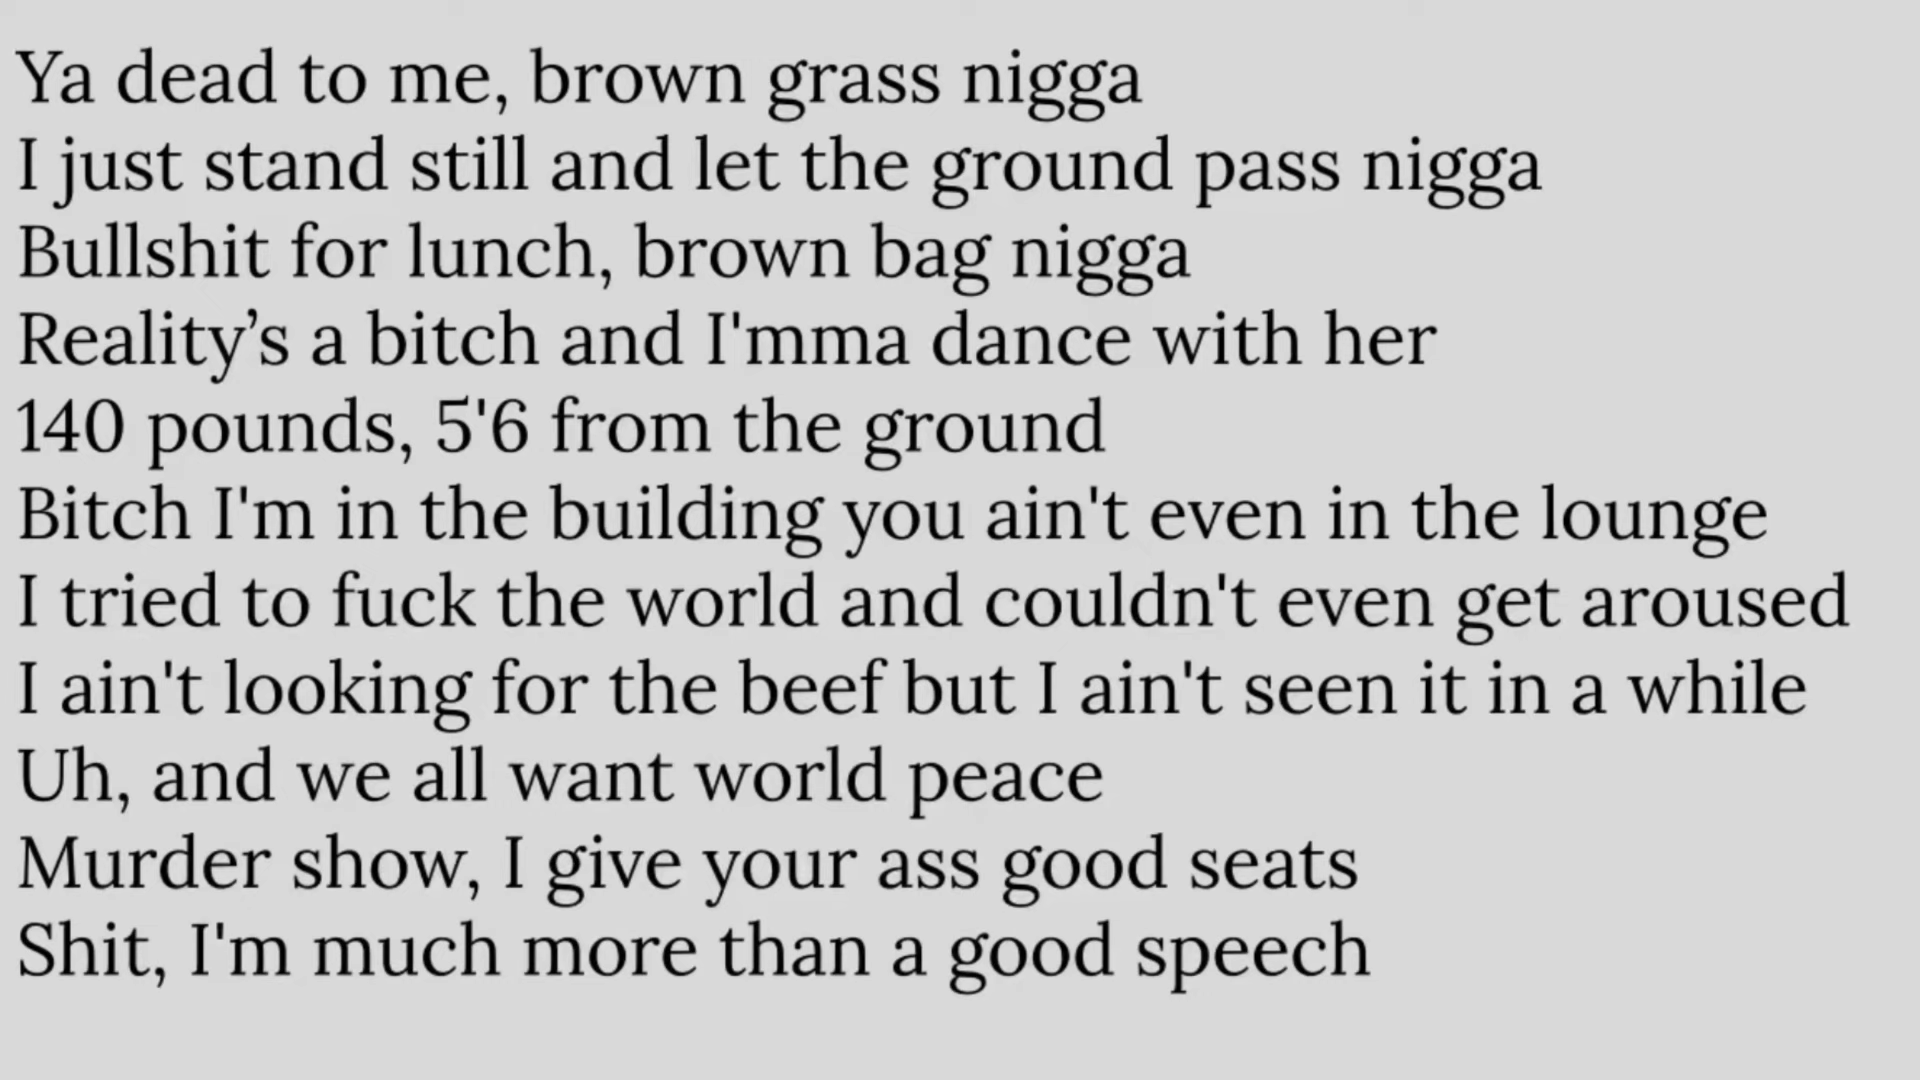 Ya dead to me, brown grass nigga
I just stand still and let the ground pass nigga
Bullshit for lunch, brown bag nigga
Reality’s a bitch and I'mma dance with her
140 pounds, 5'6 from the ground
Bitch I'm in the building you ain't even in the lounge
I tried to fuck the world and couldn't even get aroused
I ain't looking for the beef but I ain't seen it in a while
Uh, and we all want world peace
Murder show, I give your ass good seats
Shit, I'm much more than a good speech